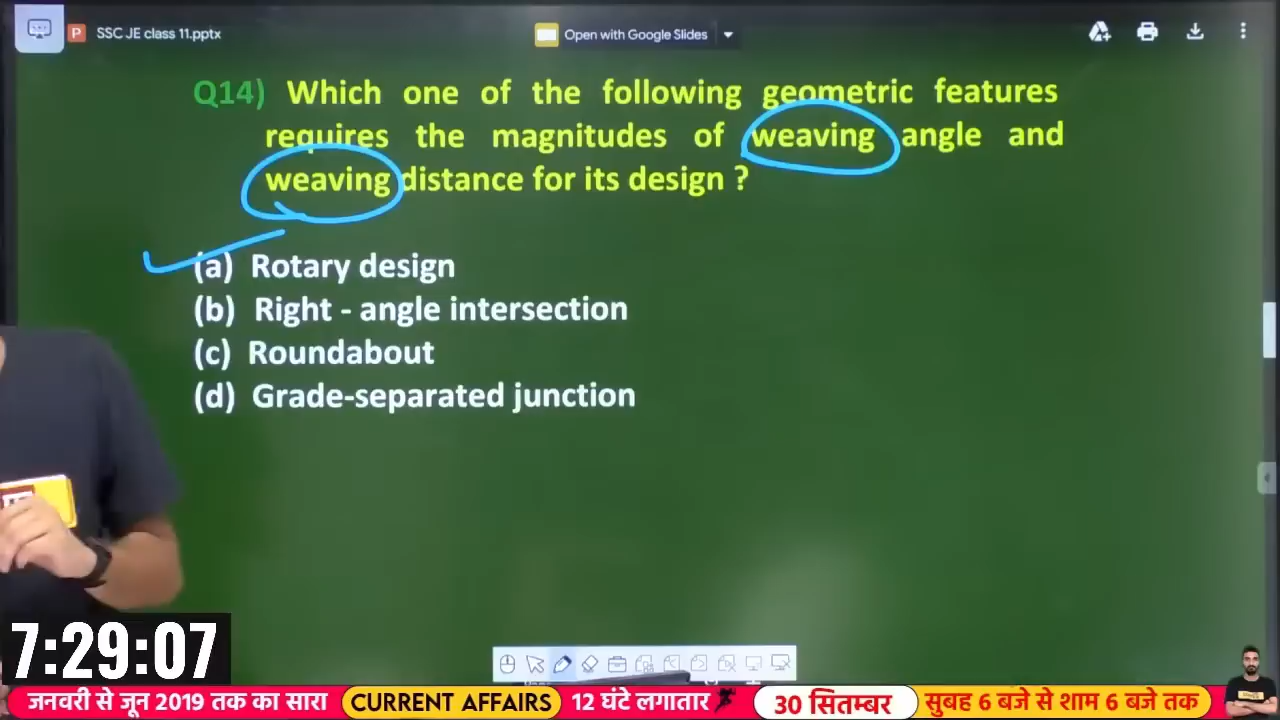 SSC JE class 11.pptx
Open with Google Slides
Q14) Which one of the following geometric features
requires the magnitudes of weaving angle and
weaving distance for its design ?
(a) Rotary design
(b) Right - angle intersection
(c) Roundabout
(d) Grade-separated junction
7:29:07
जनवरी से जून 2019 तक का सारा CURRENT AFFAIRS 12 घंटे लगातार 30 सितम्बर सुबह 6 बजे से शाम 6 बजे तक